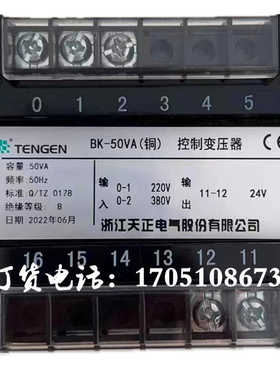 0 1 2 3 4 5
TENGEN BK-50VA(铜) 控制变压器
容量:50VA
频率:50Hz
标准:Q/TZ 0178
绝缘等级:B
日期:2022年06月
输入 0-1 220V
0-2 380V
输出 11-12 24V
浙江天正电气股份有限公司
订货电话:1705108673
16 15 14 13 12 11